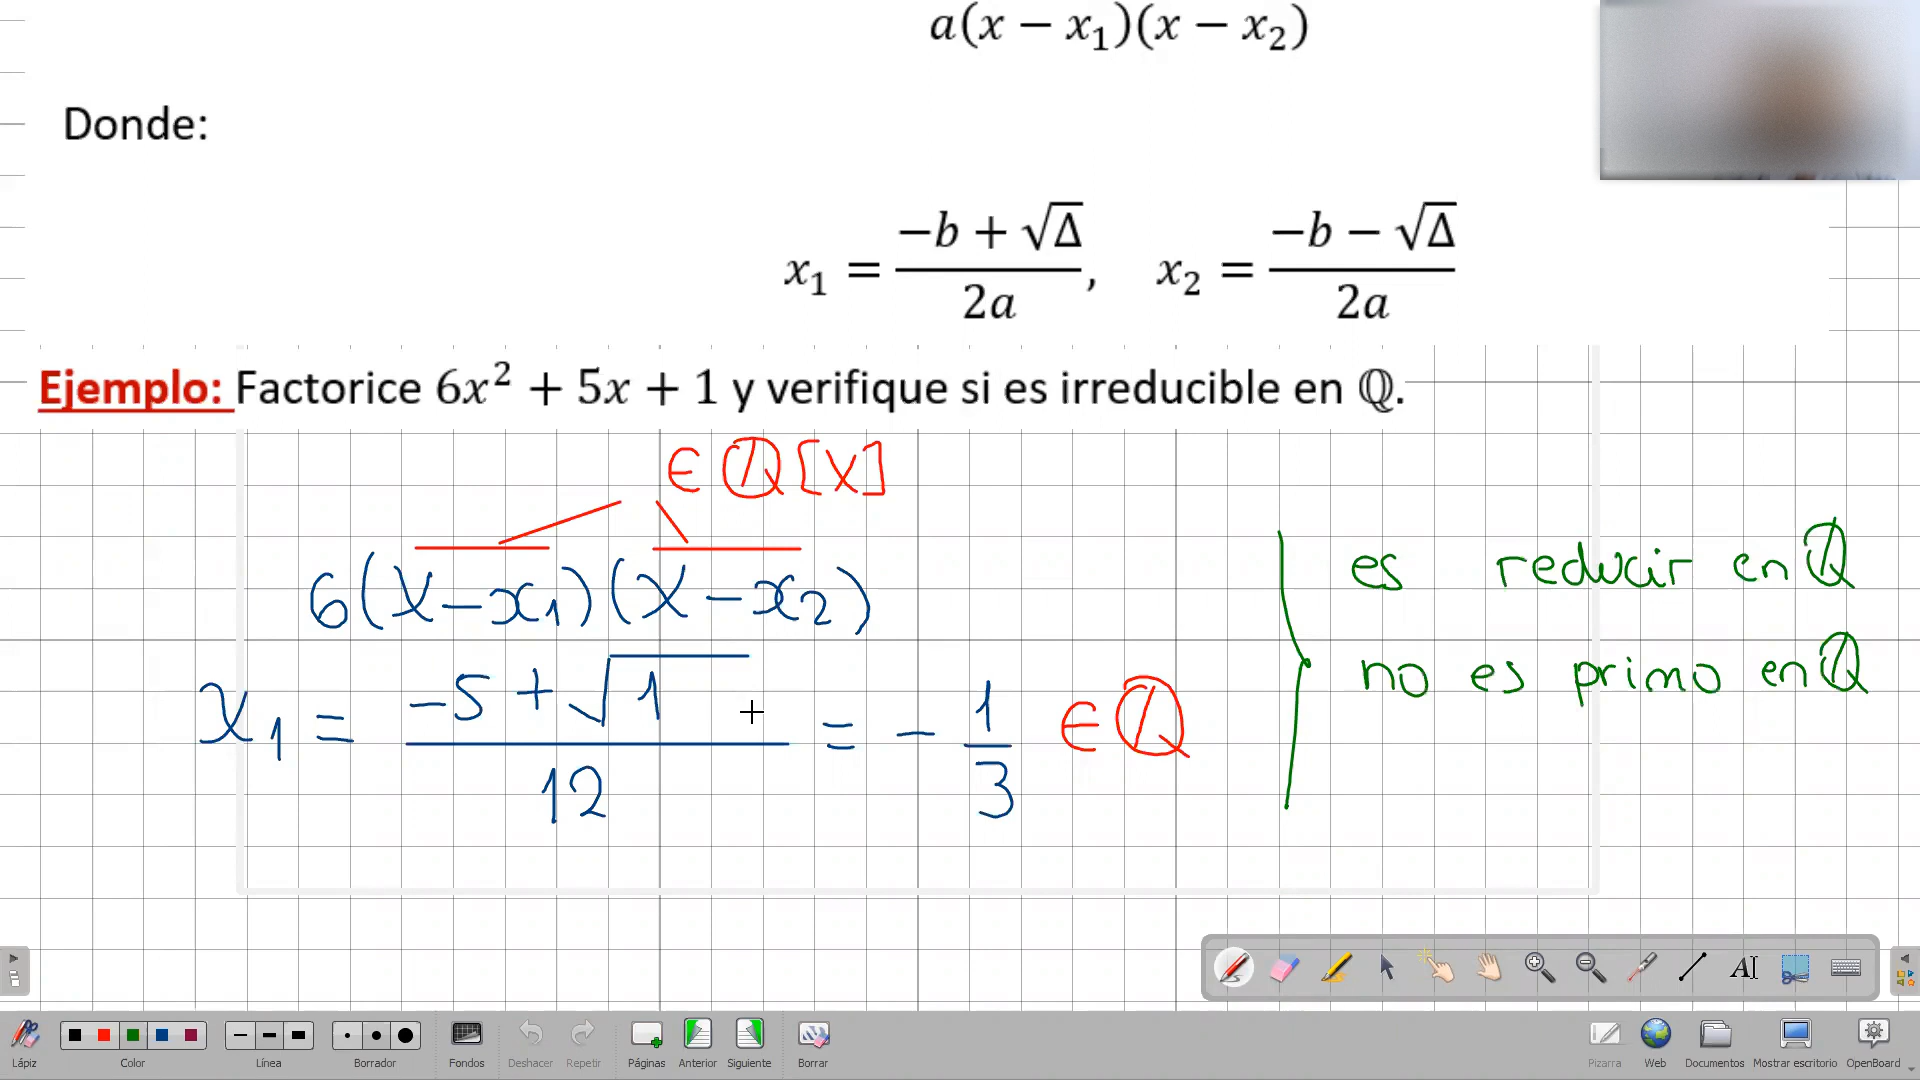 a(x − x₁)(x − x₂)
Donde:
x₁ = (−b + √Δ)/2a, x₂ = (−b − √Δ)/2a
Ejemplo: Factorice 6x² + 5x + 1 y verifique si es irreducible en ℚ.
∈ ℚ[X]
6(x − x₁)(x − x₂)
x₁ = (−5 + √1)/12 = −1/3 ∈ ℚ
es reducir en ℚ
no es primo en ℚ
Lápiz Color Línea Borrador Fondos Deshacer Repetir Páginas Anterior Siguiente Borrar Pizarra Web Documentos Mostrar escritorio OpenBoard